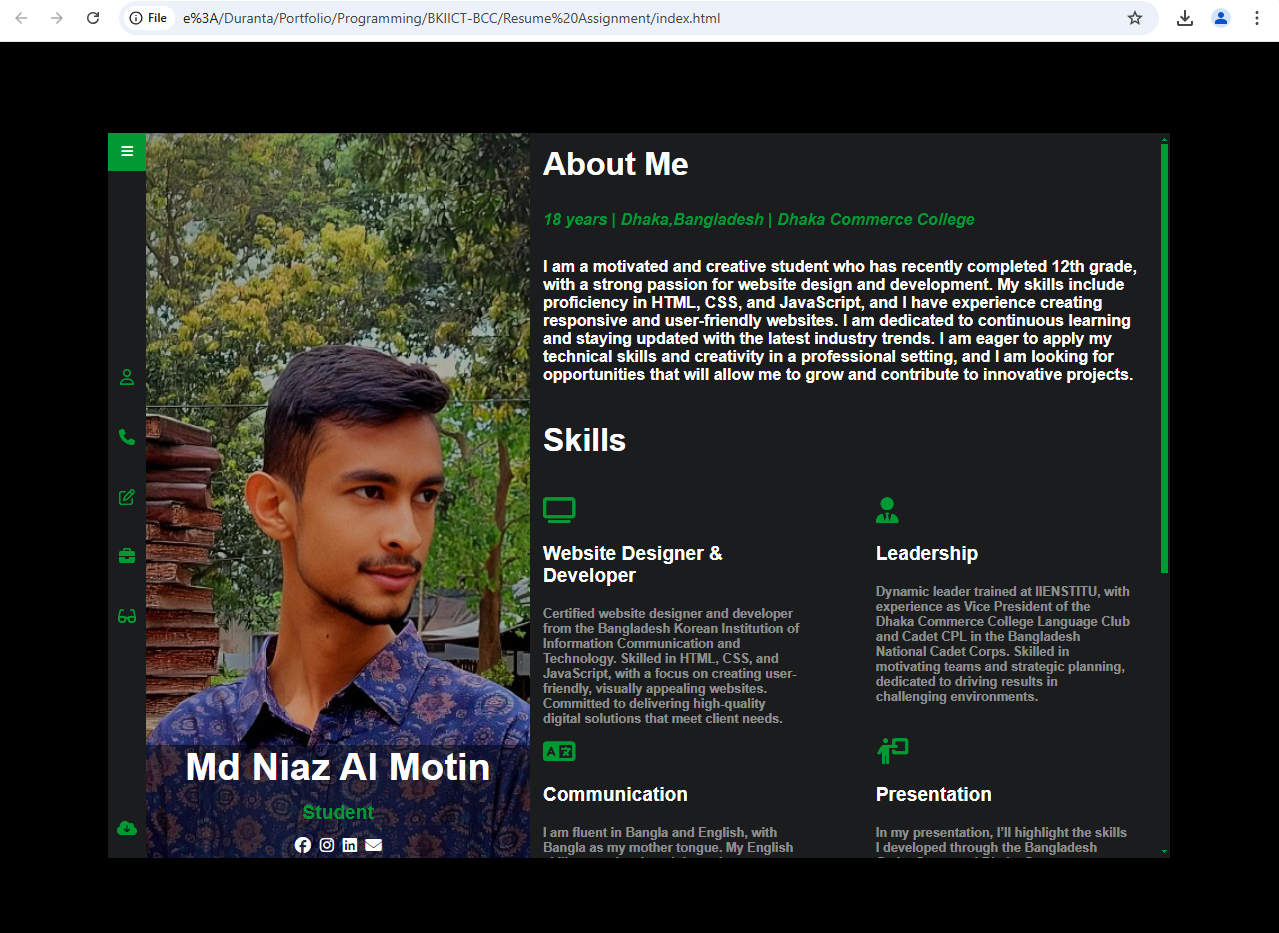 File
e%3A/Duranta/Portfolio/Programming/BKIICT-BCC/Resume%20Assignment/index.html
About Me
18 years | Dhaka,Bangladesh | Dhaka Commerce College
I am a motivated and creative student who has recently completed 12th grade,
with a strong passion for website design and development. My skills include
proficiency in HTML, CSS, and JavaScript, and I have experience creating
responsive and user-friendly websites. I am dedicated to continuous learning
and staying updated with the latest industry trends. I am eager to apply my
technical skills and creativity in a professional setting, and I am looking for
opportunities that will allow me to grow and contribute to innovative projects.
Skills
Website Designer &
Developer
Certified website designer and developer
from the Bangladesh Korean Institution of
Information Communication and
Technology. Skilled in HTML, CSS, and
JavaScript, with a focus on creating user-
friendly, visually appealing websites.
Committed to delivering high-quality
digital solutions that meet client needs.
Leadership
Dynamic leader trained at IIENSTITU, with
experience as Vice President of the
Dhaka Commerce College Language Club
and Cadet CPL in the Bangladesh
National Cadet Corps. Skilled in
motivating teams and strategic planning,
dedicated to driving results in
challenging environments.
Communication
I am fluent in Bangla and English, with
Bangla as my mother tongue. My English
Presentation
In my presentation, I'll highlight the skills
I developed through the Bangladesh
Md Niaz Al Motin
Student